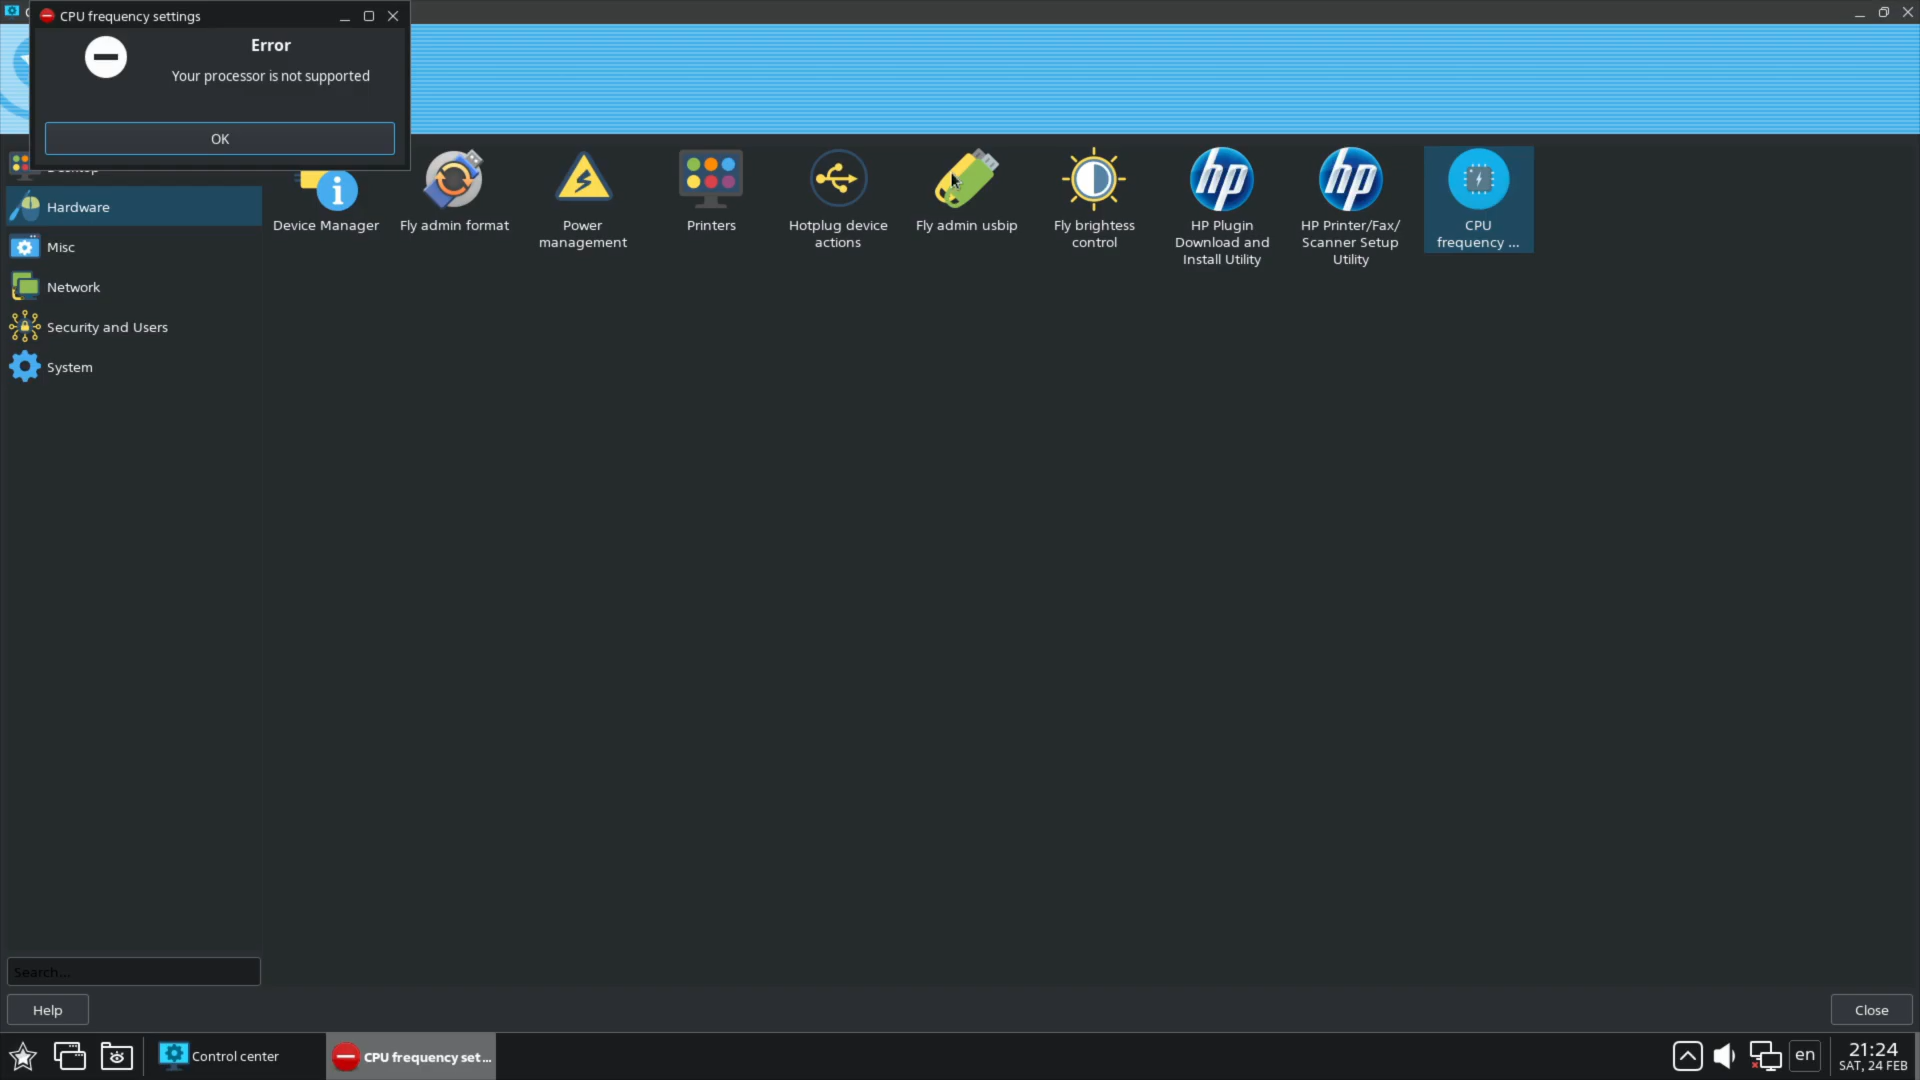 CPU frequency settings
Error
Your processor is not supported
OK
Hardware
Misc
Network
Security and Users
System
Device Manager
Fly admin format
Power
management
Printers
Hotplug device
actions
Fly admin usbip
Fly brightess
control
hp
HP Plugin
Download and
Install Utility
hp
HP Printer/Fax/
Scanner Setup
Utility
CPU
frequency ...
Search...
Help
Close
Control center
CPU frequency set...
en
21:24
SAT, 24 FEB